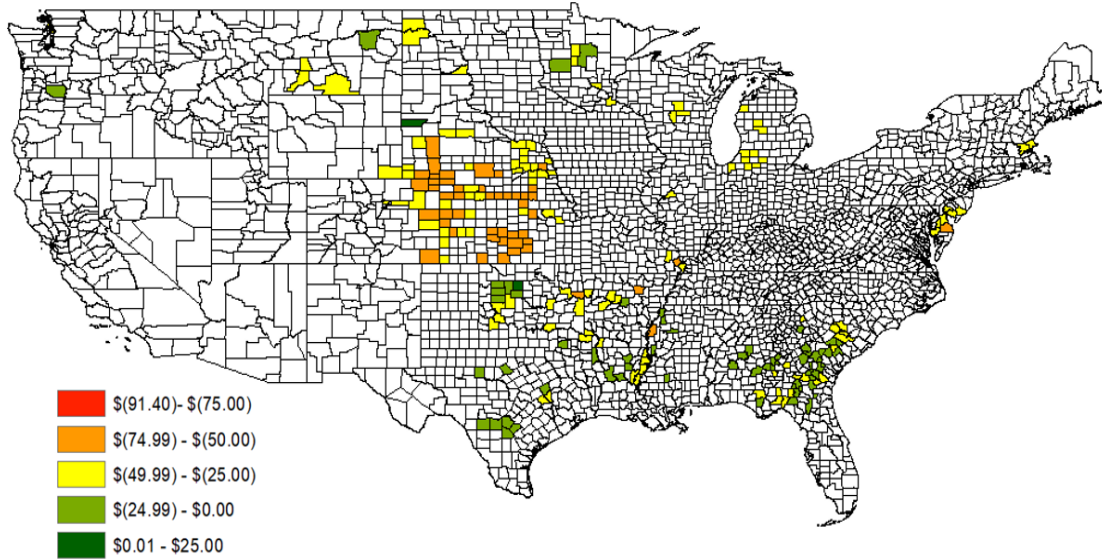 $(91.40)- $(75.00)
$(74.99) - $(50.00)
$(49.99) - $(25.00)
$(24.99) - $0.00
$0.01 - $25.00